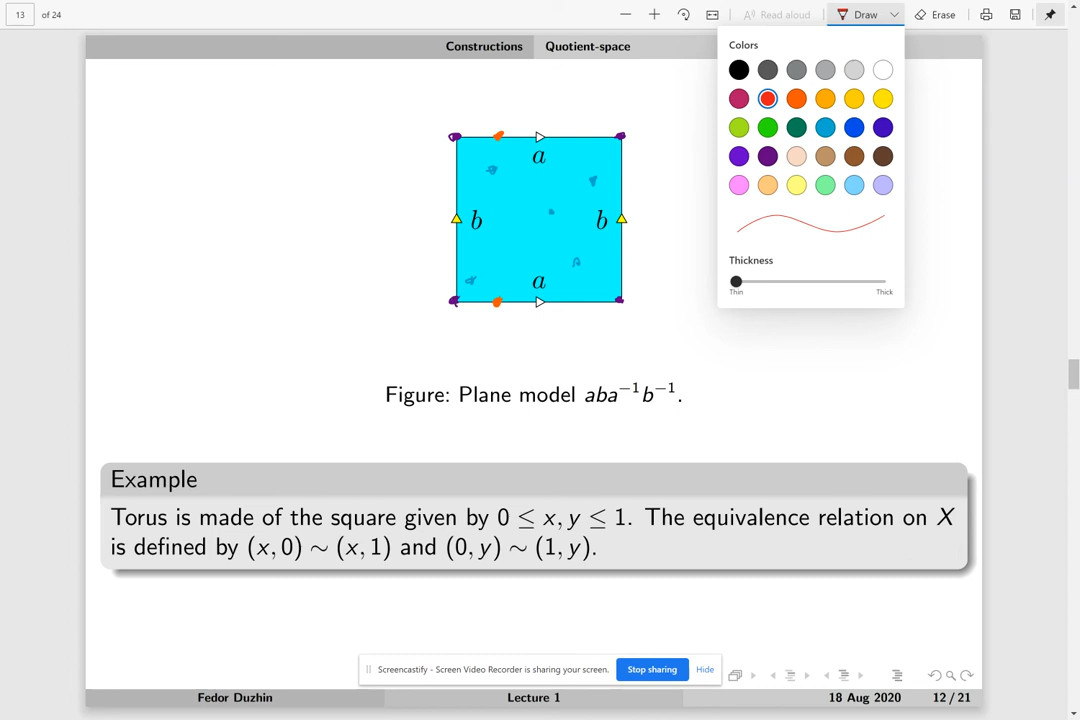 13 of 24
Read aloud
Draw
Erase
Constructions Quotient-space
Colors
Thickness
Thin Thick
a
b b
a
Figure: Plane model aba⁻¹b⁻¹.
Example
Torus is made of the square given by 0 ≤ x, y ≤ 1. The equivalence relation on X
is defined by (x, 0) ∼ (x, 1) and (0, y) ∼ (1, y).
Screencastify - Screen Video Recorder is sharing your screen. Stop sharing Hide
Fedor Duzhin Lecture 1 18 Aug 2020 12 / 21